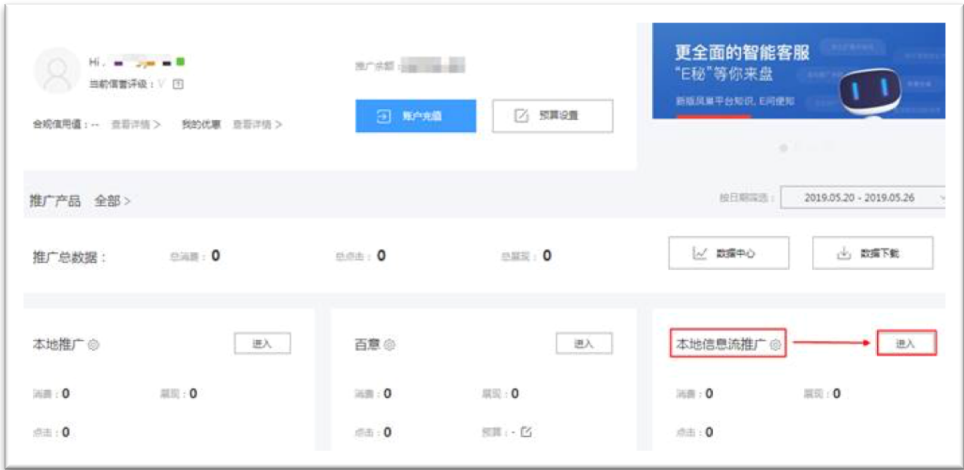 Hi，
当前信誉评级：V
推广余额：
合规信用值：-- 查看详情 > 我的优惠 查看详情 >
账户充值
预算设置
更全面的智能客服
“E秘”等你来盘
新版凤巢平台知识，E问便知
推广产品 全部 >
按日期筛选：
2019.05.20 - 2019.05.26
推广总数据：
总消费：0
总点击：0
总展现：0
数据中心
数据下载
本地推广
进入
消费：0
展现：0
点击：0
百意
进入
消费：0
展现：0
点击：0
预算：-
本地信息流推广
进入
消费：0
展现：0
点击：0